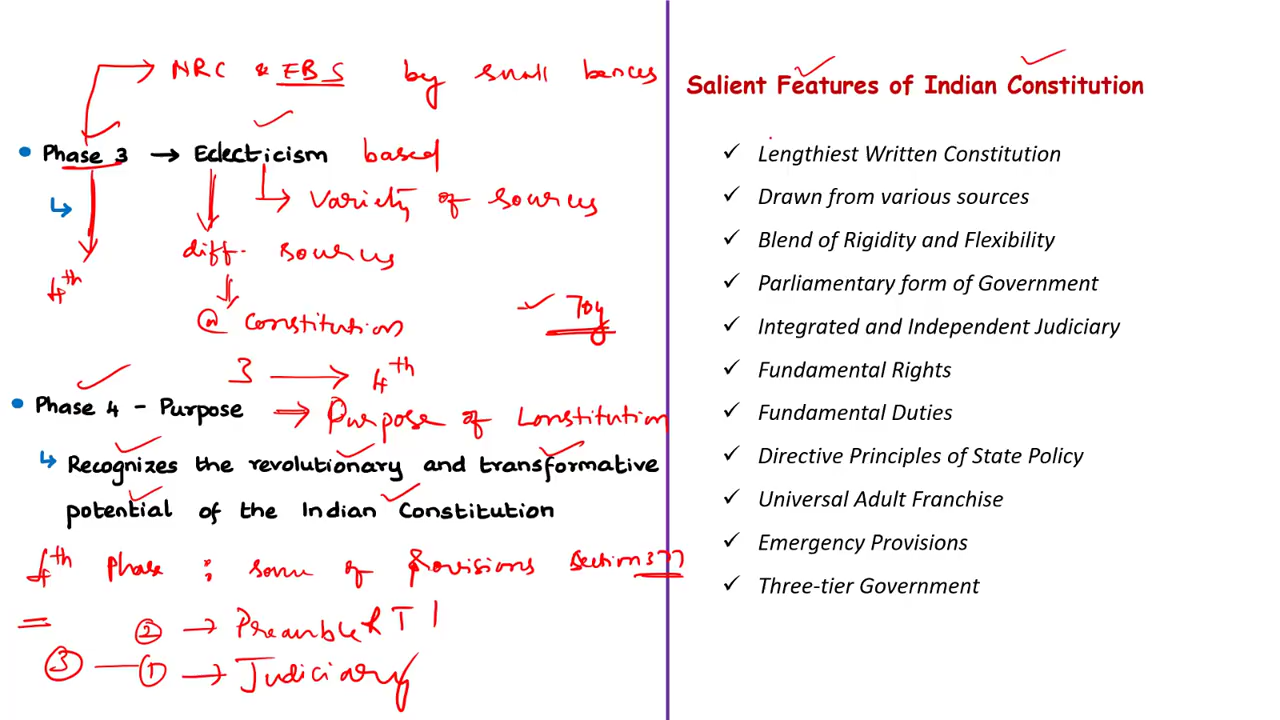 NRC & EBS by small bences
Phase 3 → Eclecticism based
↳ → Variety of sources
diff. sources
4th
@ Constitution
Toy
3 → 4th
Phase 4 - Purpose ⇒ Purpose of Constitution
↳ Recognizes the revolutionary and transformative
potential of the Indian Constitution
4th Phase : some of Provisions Section 377
② → Preamble
③ — ① → Judiciary
Salient Features of Indian Constitution
✓ Lengthiest Written Constitution
✓ Drawn from various sources
✓ Blend of Rigidity and Flexibility
✓ Parliamentary form of Government
✓ Integrated and Independent Judiciary
✓ Fundamental Rights
✓ Fundamental Duties
✓ Directive Principles of State Policy
✓ Universal Adult Franchise
✓ Emergency Provisions
✓ Three-tier Government